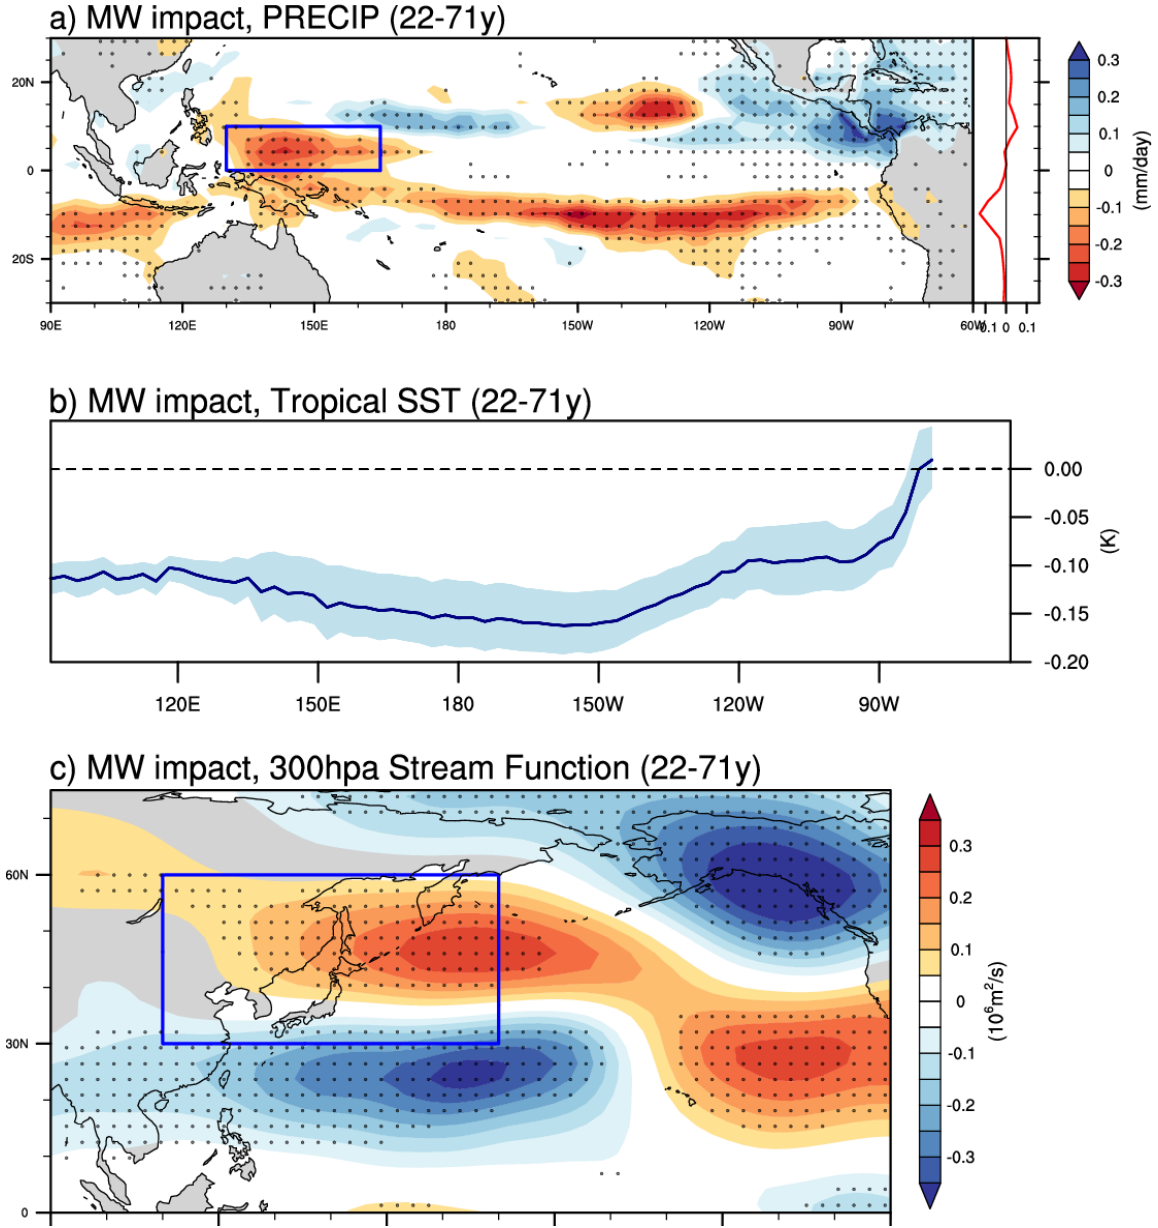 a) MW impact, PRECIP (22-71y)
20N
0
20S
90E 120E 150E 180 150W 120W 90W 60W
0.1 0 0.1
0.3
0.2
0.1
0
-0.1
-0.2
-0.3
(mm/day)
b) MW impact, Tropical SST (22-71y)
0.00
-0.05
-0.10
-0.15
-0.20
(K)
120E 150E 180 150W 120W 90W
c) MW impact, 300hpa Stream Function (22-71y)
60N
30N
0
0.3
0.2
0.1
0
-0.1
-0.2
-0.3
(10⁶m²/s)